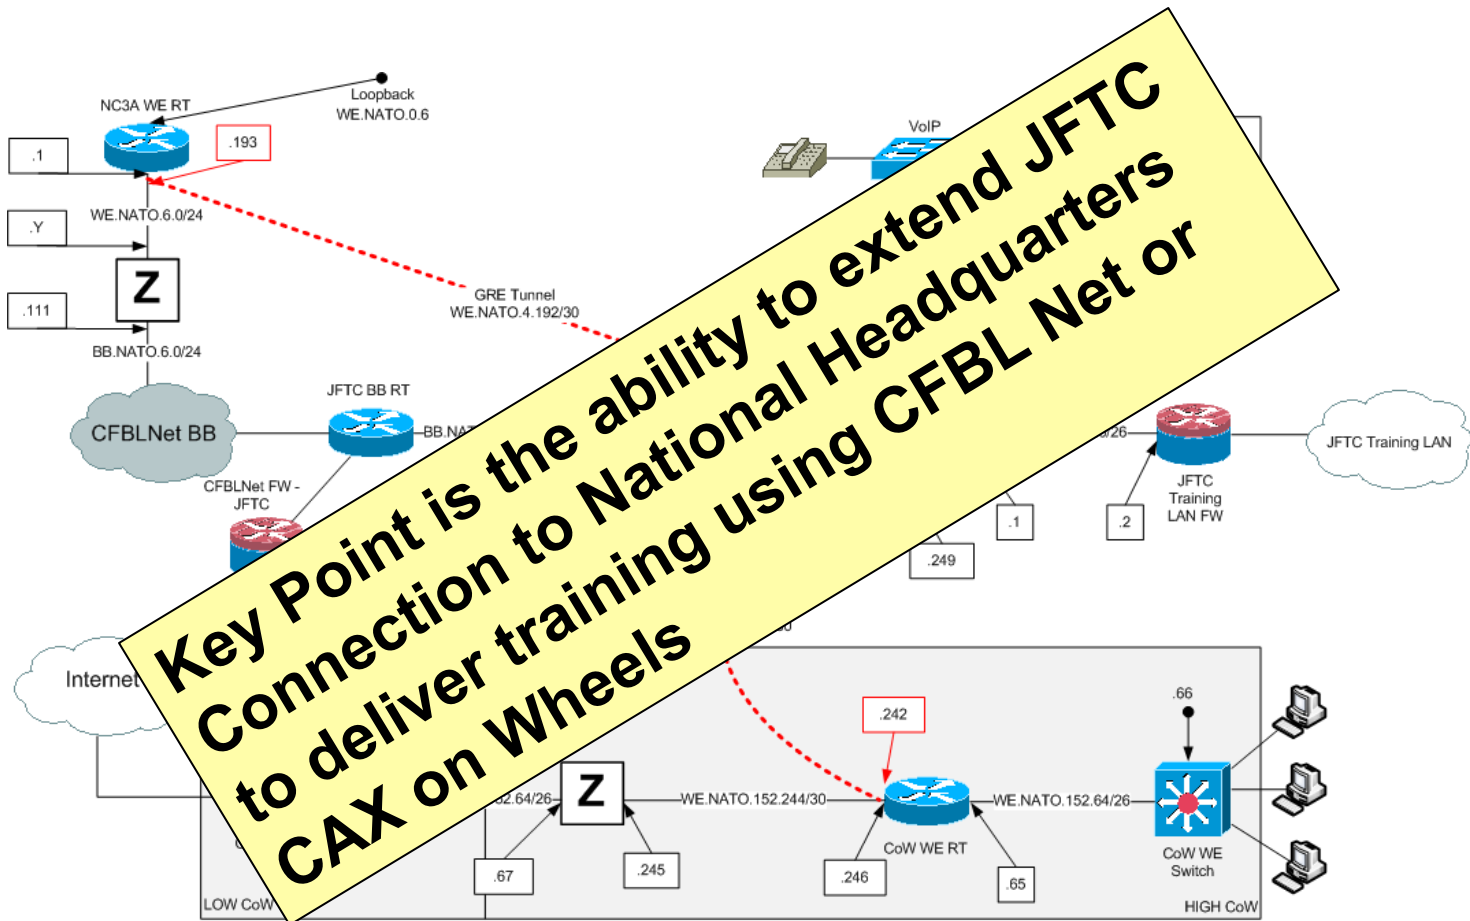 Loopback
WE.NATO.0.6
NC3A WE RT
.193
.1
WE.NATO.6.0/24
.Y
Z
.111
BB.NATO.6.0/24
GRE Tunnel
WE.NATO.4.192/30
VoIP
JFTC BB RT
CFBLNet BB
CFBLNet FW -
JFTC
JFTC Training LAN
JFTC
Training
LAN FW
/26
.1
.2
.249
Key Point is the ability to extend JFTC
Connection to National Headquarters
to deliver training using CFBL Net or
CAX on Wheels
Internet
.242
.66
Z
WE.NATO.152.244/30
WE.NATO.152.64/26
CoW WE RT
CoW WE
Switch
.67
.245
.246
.65
LOW CoW
HIGH CoW